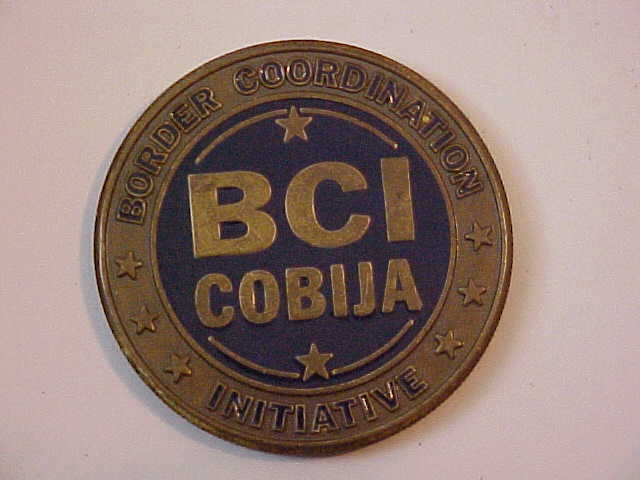 BORDER COORDINATION
BCI
COBIJA
INITIATIVE